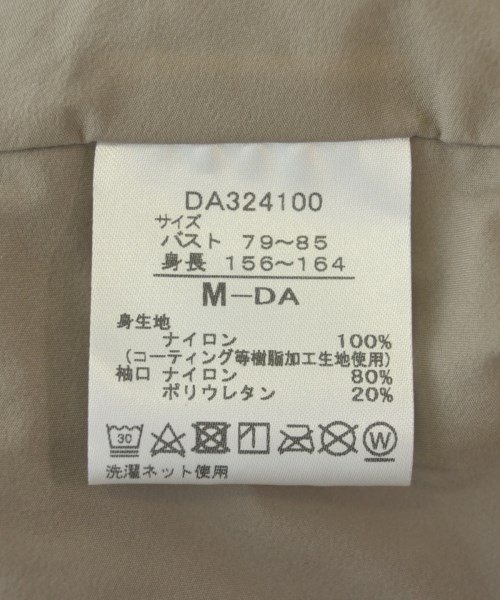 DA324100
サイズ
バスト 79～85
身長 156～164
M-DA
身生地
ナイロン 100%
(コーティング等樹脂加工生地使用)
袖口 ナイロン 80%
ポリウレタン 20%
30 W
洗濯ネット使用